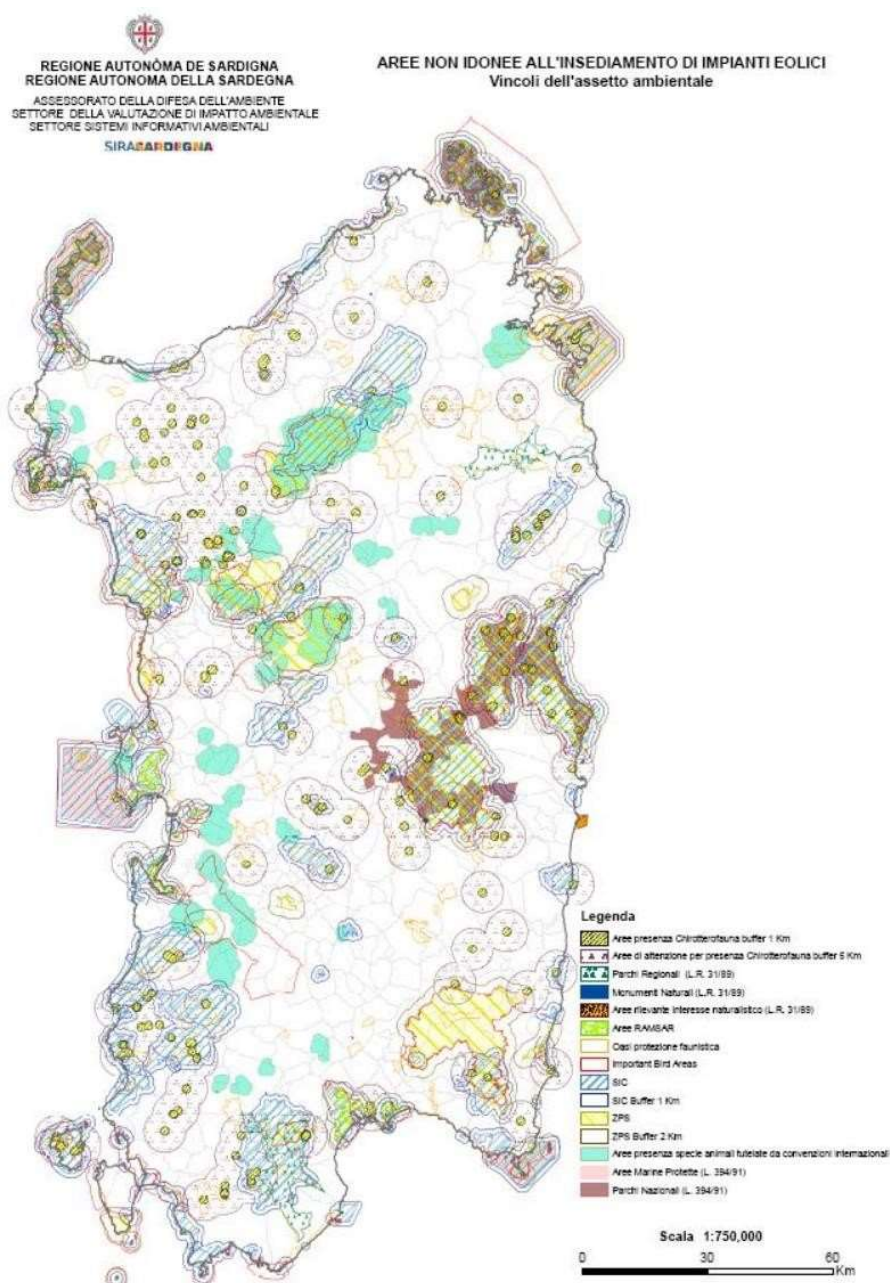 REGIONE AUTONÒMA DE SARDIGNA
REGIONE AUTONOMA DELLA SARDEGNA
ASSESSORATO DELLA DIFESA DELL'AMBIENTE
SETTORE DELLA VALUTAZIONE DI IMPATTO AMBIENTALE
SETTORE SISTEMI INFORMATIVI AMBIENTALI
SIRASARDEGNA
AREE NON IDONEE ALL'INSEDIAMENTO DI IMPIANTI EOLICI
Vincoli dell'assetto ambientale
Legenda
Aree presenza Chirotterofauna buffer 1 Km
Aree di attenzione per presenza Chirotterofauna buffer 5 Km
Parchi Regionali (L.R. 31/89)
Monumenti Naturali (L.R. 31/89)
Aree rilevante interesse naturalistico (L.R. 31/89)
Aree RAMSAR
Oasi protezione faunistica
Important Bird Areas
SIC
SIC Buffer 1 Km
ZPS
ZPS Buffer 2 Km
Aree presenza specie animali tutelate da convenzioni internazionali
Aree Marine Protette (L. 394/91)
Parchi Nazionali (L. 394/91)
Scala 1:750,000
0 30 60
Km